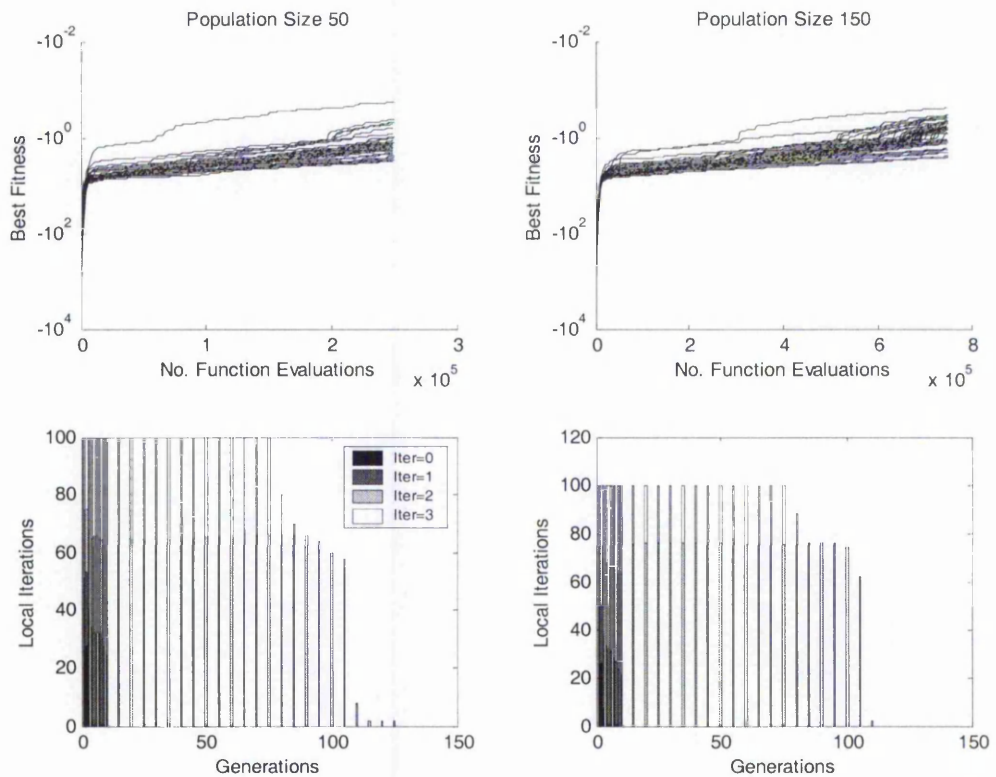 Population Size 50
-10^-2
-10^0
-10^2
-10^4
Best Fitness
0 1 2 3
No. Function Evaluations
x 10^5
Population Size 150
-10^-2
-10^0
-10^2
-10^4
Best Fitness
0 2 4 6 8
No. Function Evaluations
x 10^5
100
80
60
40
20
0
Local Iterations
Iter=0
Iter=1
Iter=2
Iter=3
0 50 100 150
Generations
120
100
80
60
40
20
0
Local Iterations
0 50 100 150
Generations